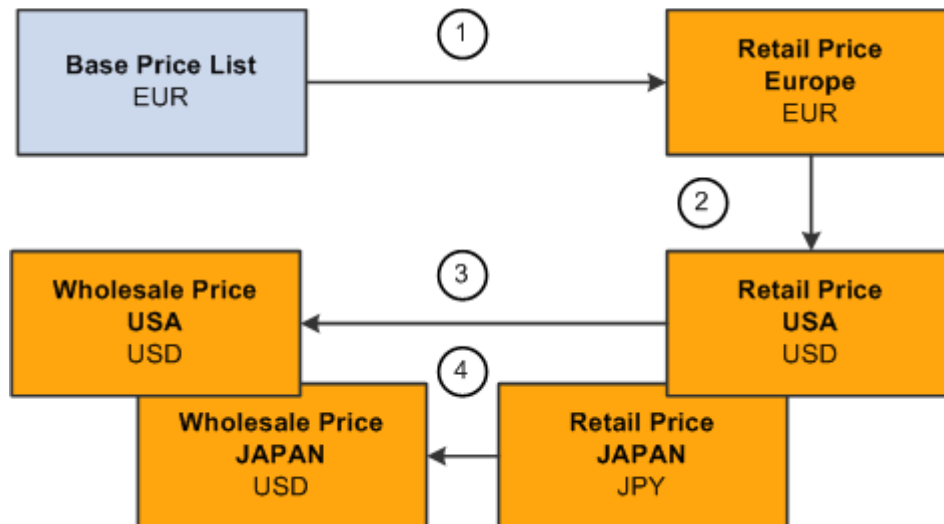 Base Price List
EUR
1
Retail Price
Europe
EUR
2
Wholesale Price
USA
USD
3
Retail Price
USA
USD
4
Wholesale Price
JAPAN
USD
Retail Price
JAPAN
JPY